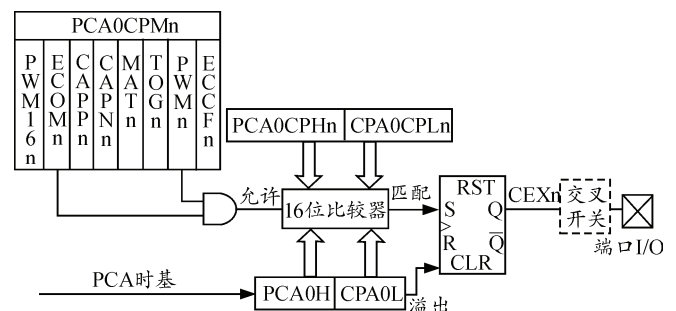 PCA0CPMn
PWM16n
ECOMn
CAPPn
CAPNn
MATn
TOGn
PWMn
ECCFn
PCA0CPHn
CPA0CPLn
允许
16位比较器
匹配
RST
S
Q
R
Q̅
CLR
CEXn
交叉
开关
端口I/O
PCA时基
PCA0H
CPA0L
溢出